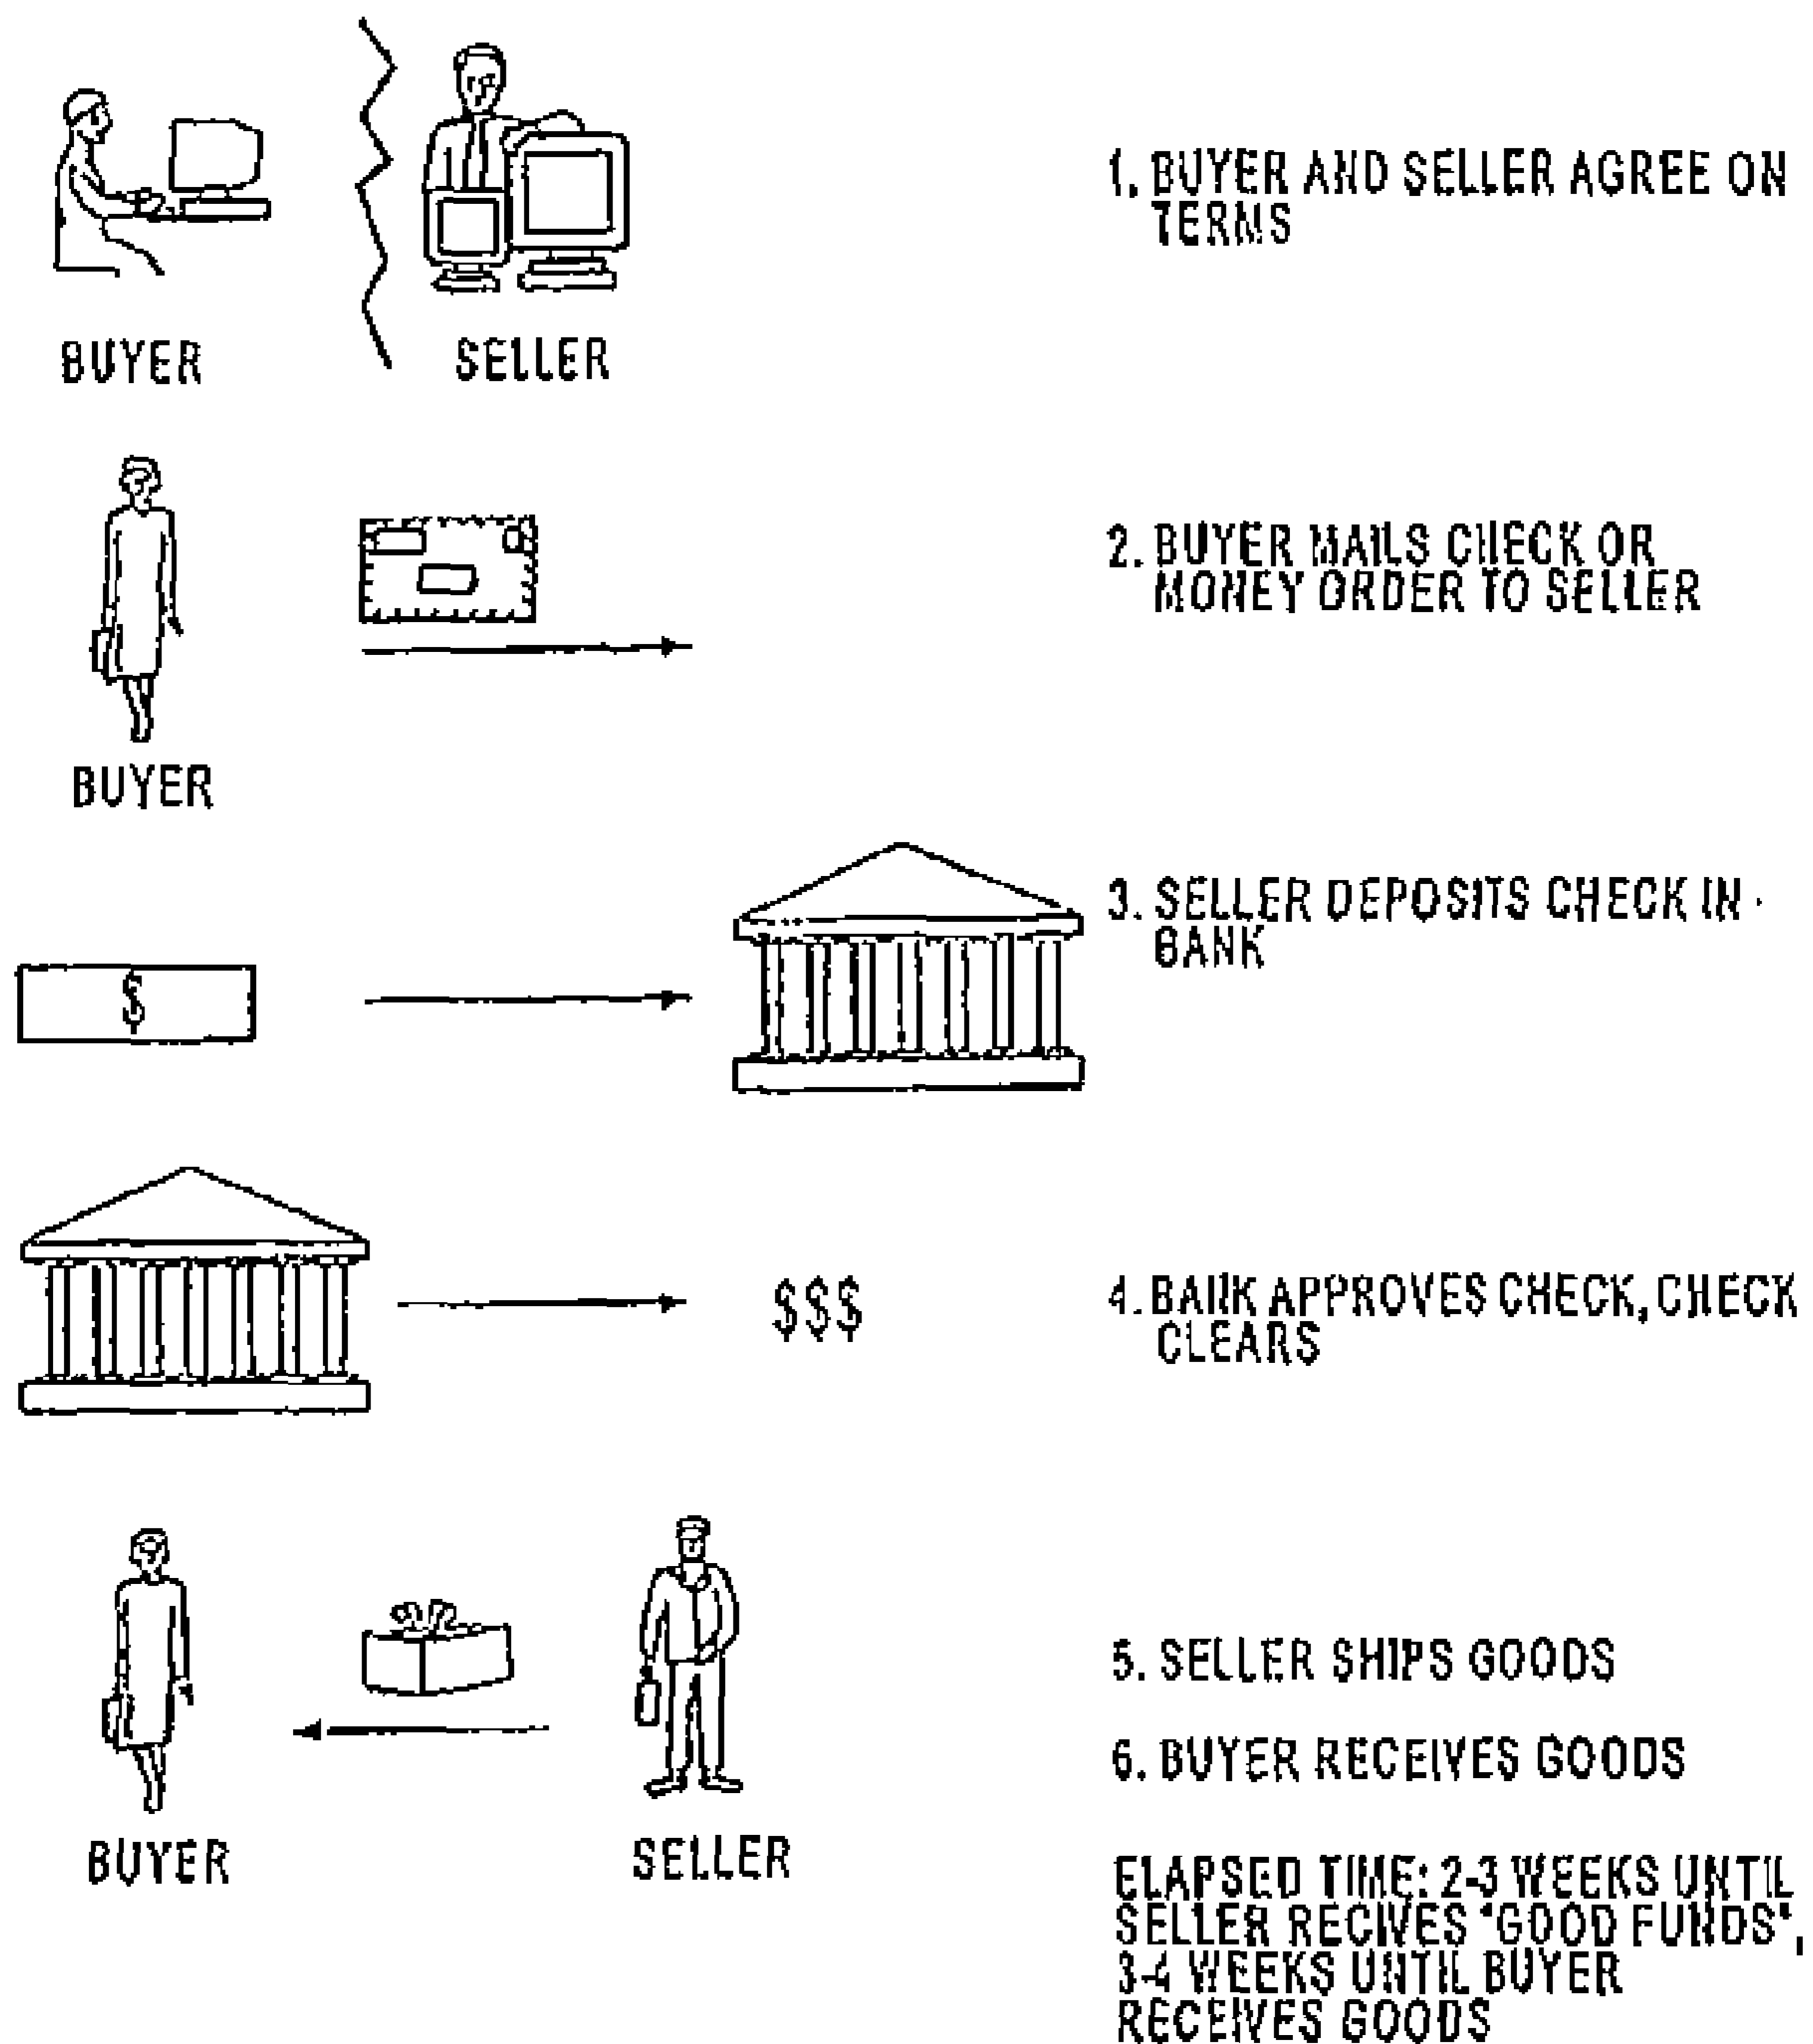 BUYER
SELLER
1. BUYER AND SELLER AGREE ON
TERMS
BUYER
2. BUYER MAILS CHECK OR
MONEY ORDER TO SELLER
$
3. SELLER DEPOSITS CHECK IN
BANK
$$$
4. BANK APPROVES CHECK, CHECK
CLEARS
BUYER
SELLER
5. SELLER SHIPS GOODS
6. BUYER RECEIVES GOODS
ELAPSED TIME: 2-3 WEEKS UNTIL
SELLER RECIVES "GOOD FUNDS",
3-4 WEEKS UNTIL BUYER
RECEIVES GOODS